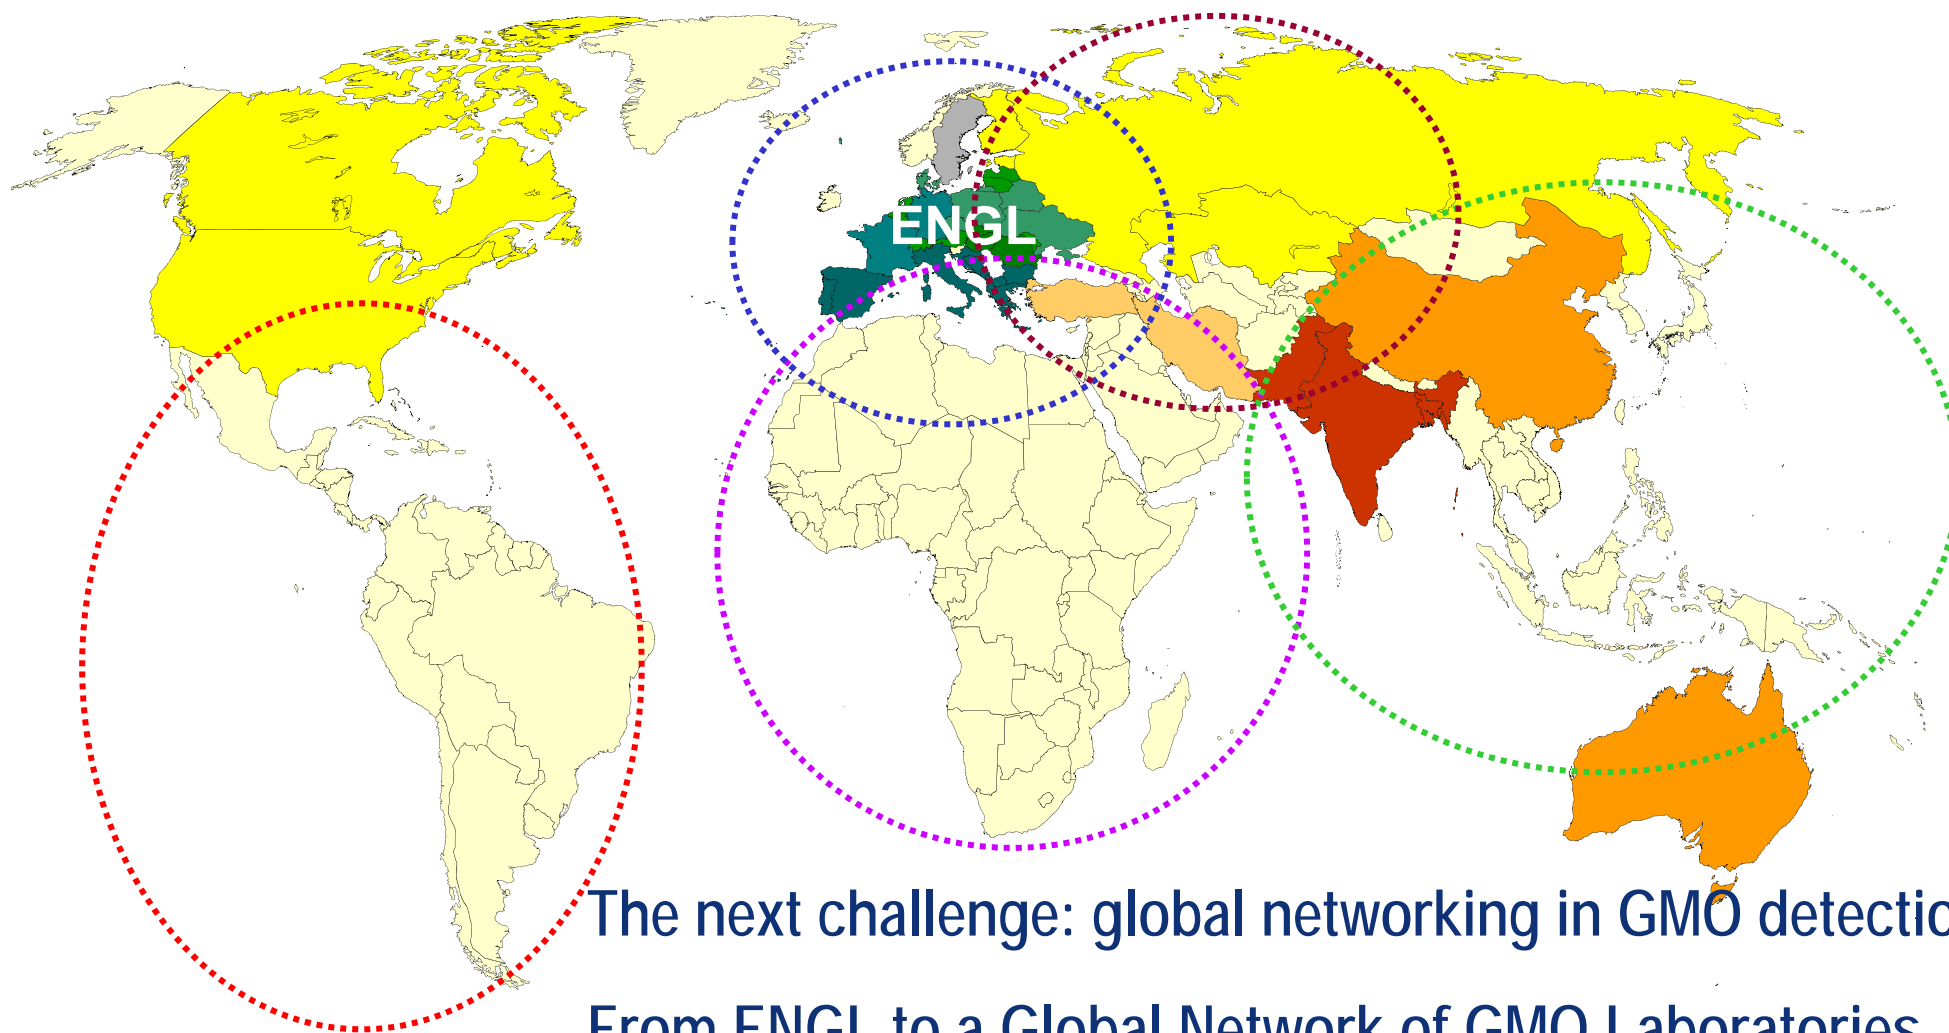 ENGL
The next challenge: global networking in GMO detectio
From ENGL to a Global Network of GMO Laboratories